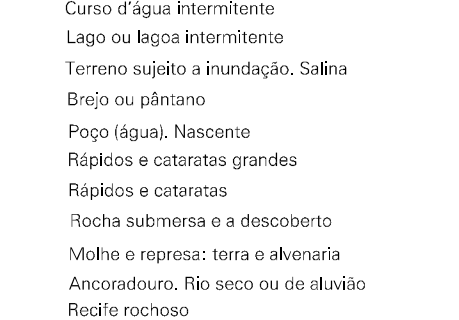 Curso d'água intermitente
Lago ou lagoa intermitente
Terreno sujeito a inundação. Salina
Brejo ou pântano
Poço (água). Nascente
Rápidos e cataratas grandes
Rápidos e cataratas
Rocha submersa e a descoberto
Molhe e represa: terra e alvenaria
Ancoradouro. Rio seco ou de aluvião
Recife rochoso